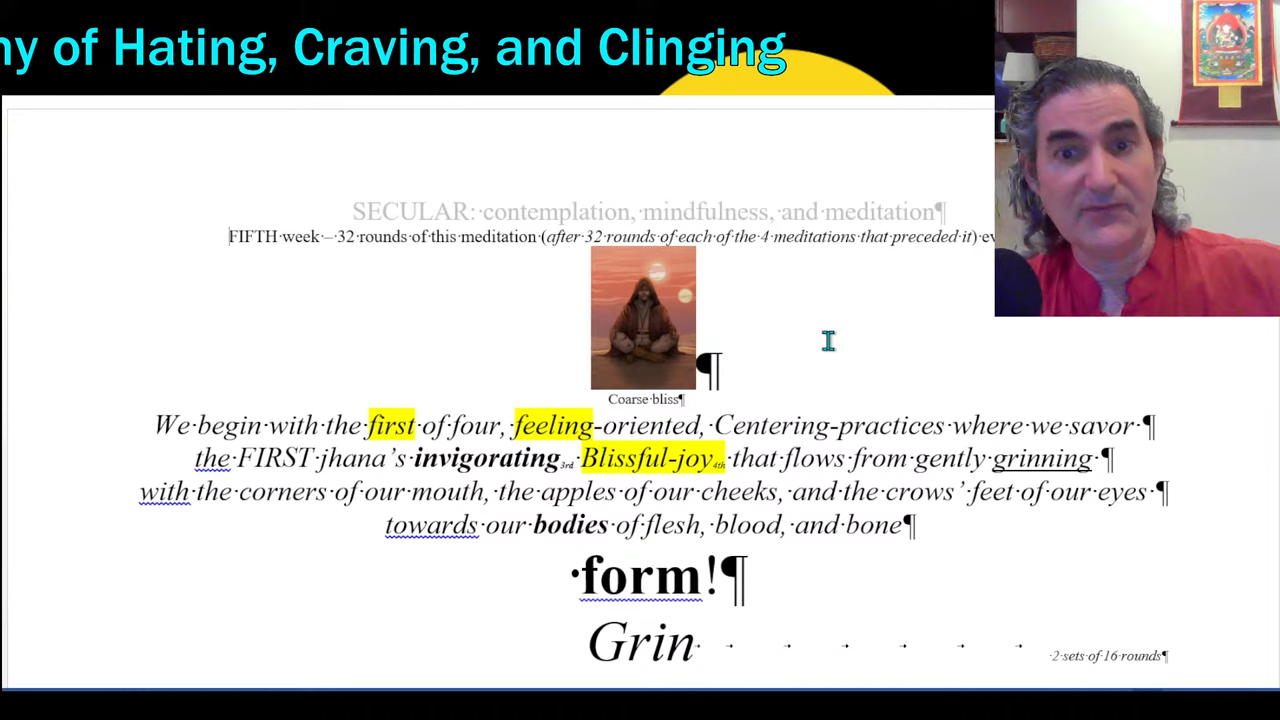 ny of Hating, Craving, and Clinging
SECULAR: contemplation, mindfulness, and meditation¶
FIFTH week – 32 rounds of this meditation (after 32 rounds of each of the 4 meditations that preceded it) ev
¶
Coarse bliss¶
We begin with the first of four, feeling-oriented, Centering-practices where we savor ¶
the FIRST jhana’s invigorating3rd Blissful-joy4th that flows from gently grinning ¶
with the corners of our mouth, the apples of our cheeks, and the crows’ feet of our eyes ¶
towards our bodies of flesh, blood, and bone¶
form!¶
Grin 2 sets of 16 rounds¶